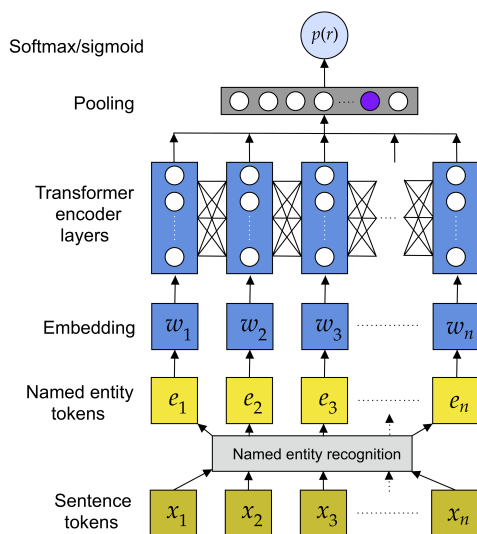 Softmax/sigmoid
p(r)
Pooling
Transformer
encoder
layers
Embedding
w1 w2 w3 wn
Named entity
tokens
e1 e2 e3 en
Named entity recognition
Sentence
tokens
x1 x2 x3 xn